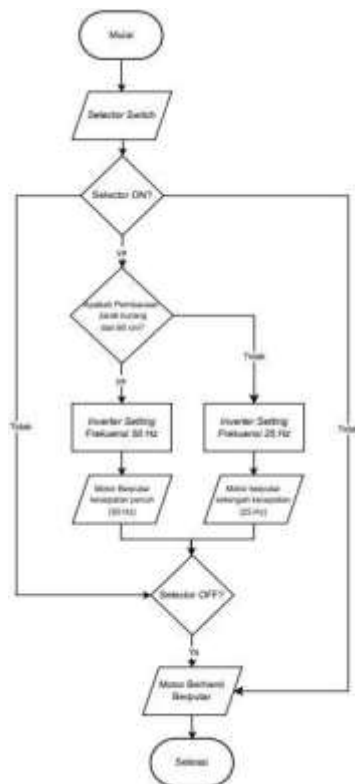 Mulai
Selector Switch
Selector ON?
ya
Apakah Pembacaan
Jarak kurang
dari 60 cm?
Tidak
ya
Inverter Setting
Frekuensi 50 Hz
Inverter Setting
Frekuensi 25 Hz
Tidak
Tidak
Motor Berputar
kecepatan penuh
(50 Hz)
Motor berputar
setengah kecepatan
(25 Hz)
Selector OFF?
Ya
Motor Berhenti
Berputar
Selesai